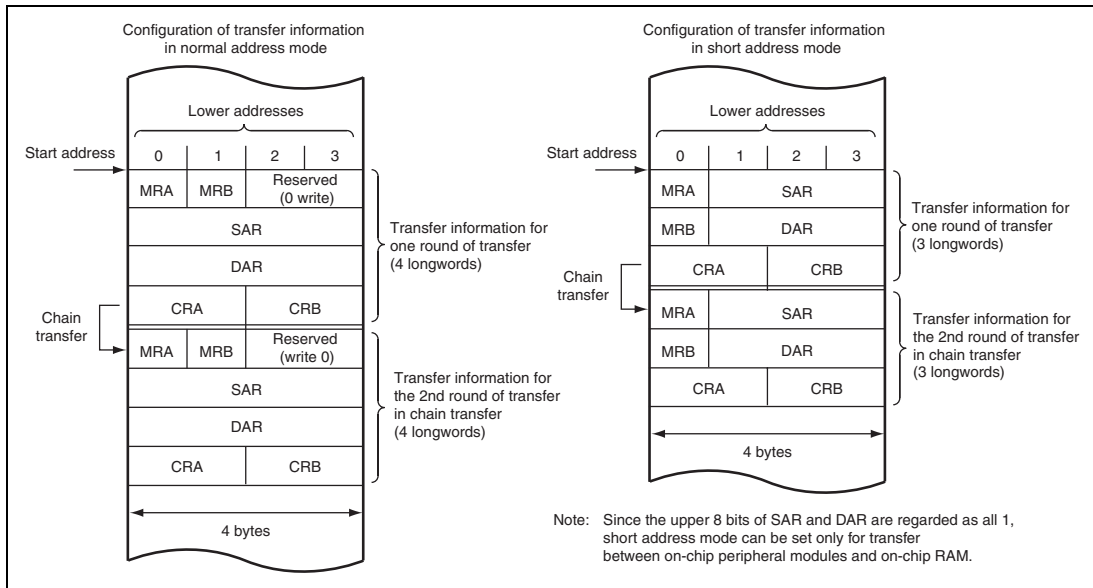 Configuration of transfer information
in normal address mode
Lower addresses
Start address
0 1 2 3
MRA MRB Reserved
(0 write)
SAR
DAR
CRA CRB
Transfer information for
one round of transfer
(4 longwords)
Chain
transfer
MRA MRB Reserved
(write 0)
SAR
DAR
CRA CRB
Transfer information for
the 2nd round of transfer
in chain transfer
(4 longwords)
4 bytes
Configuration of transfer information
in short address mode
Lower addresses
Start address
0 1 2 3
MRA SAR
MRB DAR
CRA CRB
Transfer information for
one round of transfer
(3 longwords)
Chain
transfer
MRA SAR
MRB DAR
CRA CRB
Transfer information for
the 2nd round of transfer
in chain transfer
(3 longwords)
4 bytes
Note: Since the upper 8 bits of SAR and DAR are regarded as all 1,
short address mode can be set only for transfer
between on-chip peripheral modules and on-chip RAM.